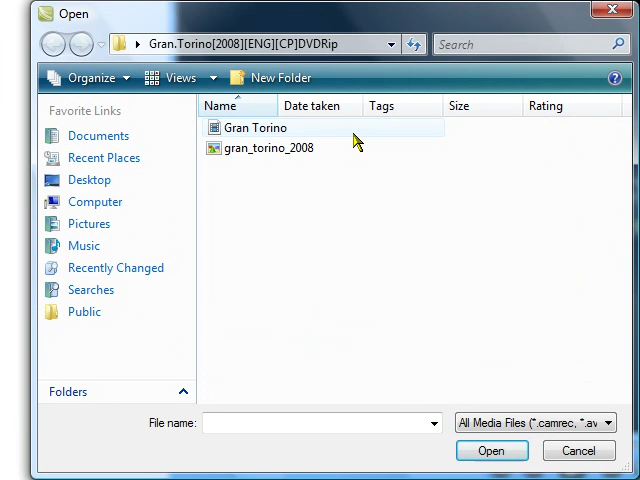 Open
Gran.Torino[2008][ENG][CP]DVDRip
Search
Organize Views New Folder
Favorite Links
Name Date taken Tags Size Rating
Gran Torino
gran_torino_2008
Documents
Recent Places
Desktop
Computer
Pictures
Music
Recently Changed
Searches
Public
Folders
File name:
All Media Files (*.camrec, *.av
Open Cancel